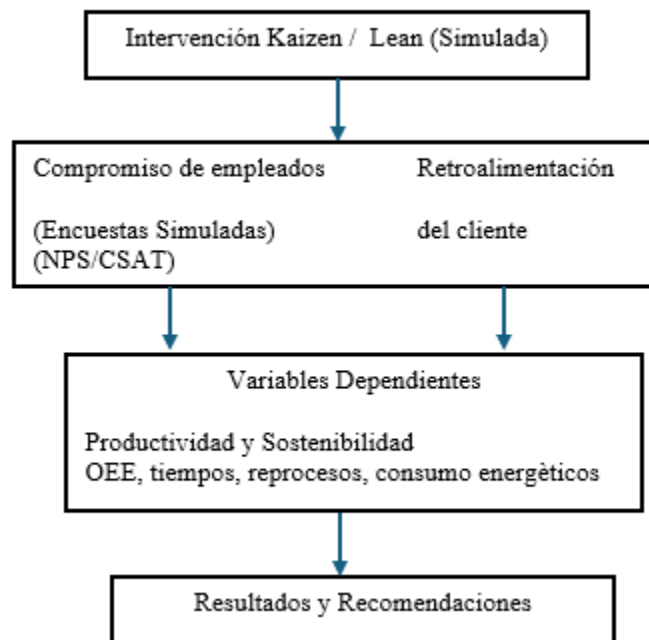 Intervención Kaizen / Lean (Simulada)
Compromiso de empleados Retroalimentación
(Encuestas Simuladas) del cliente
(NPS/CSAT)
Variables Dependientes
Productividad y Sostenibilidad
OEE, tiempos, reprocesos, consumo energèticos
Resultados y Recomendaciones